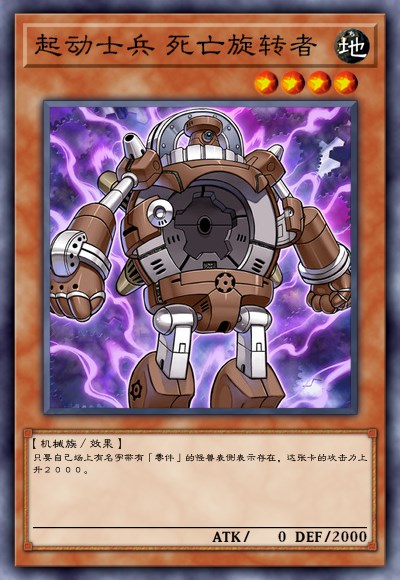 起动士兵 死亡旋转者 地
【机械族／效果】
只要自己场上有名字带有「零件」的怪兽表侧表示存在，这张卡的攻击力上
升２０００。
ATK/ 0 DEF/2000